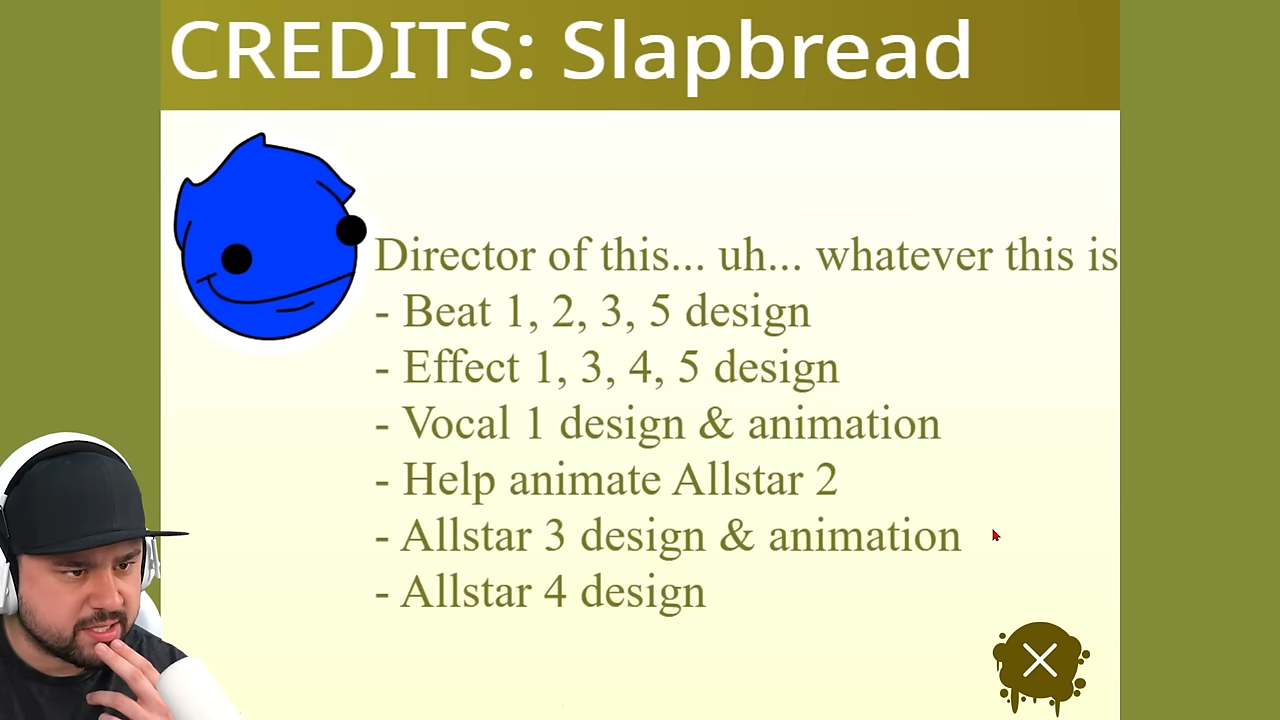 CREDITS: Slapbread
Director of this... uh... whatever this is
- Beat 1, 2, 3, 5 design
- Effect 1, 3, 4, 5 design
- Vocal 1 design & animation
- Help animate Allstar 2
- Allstar 3 design & animation
- Allstar 4 design